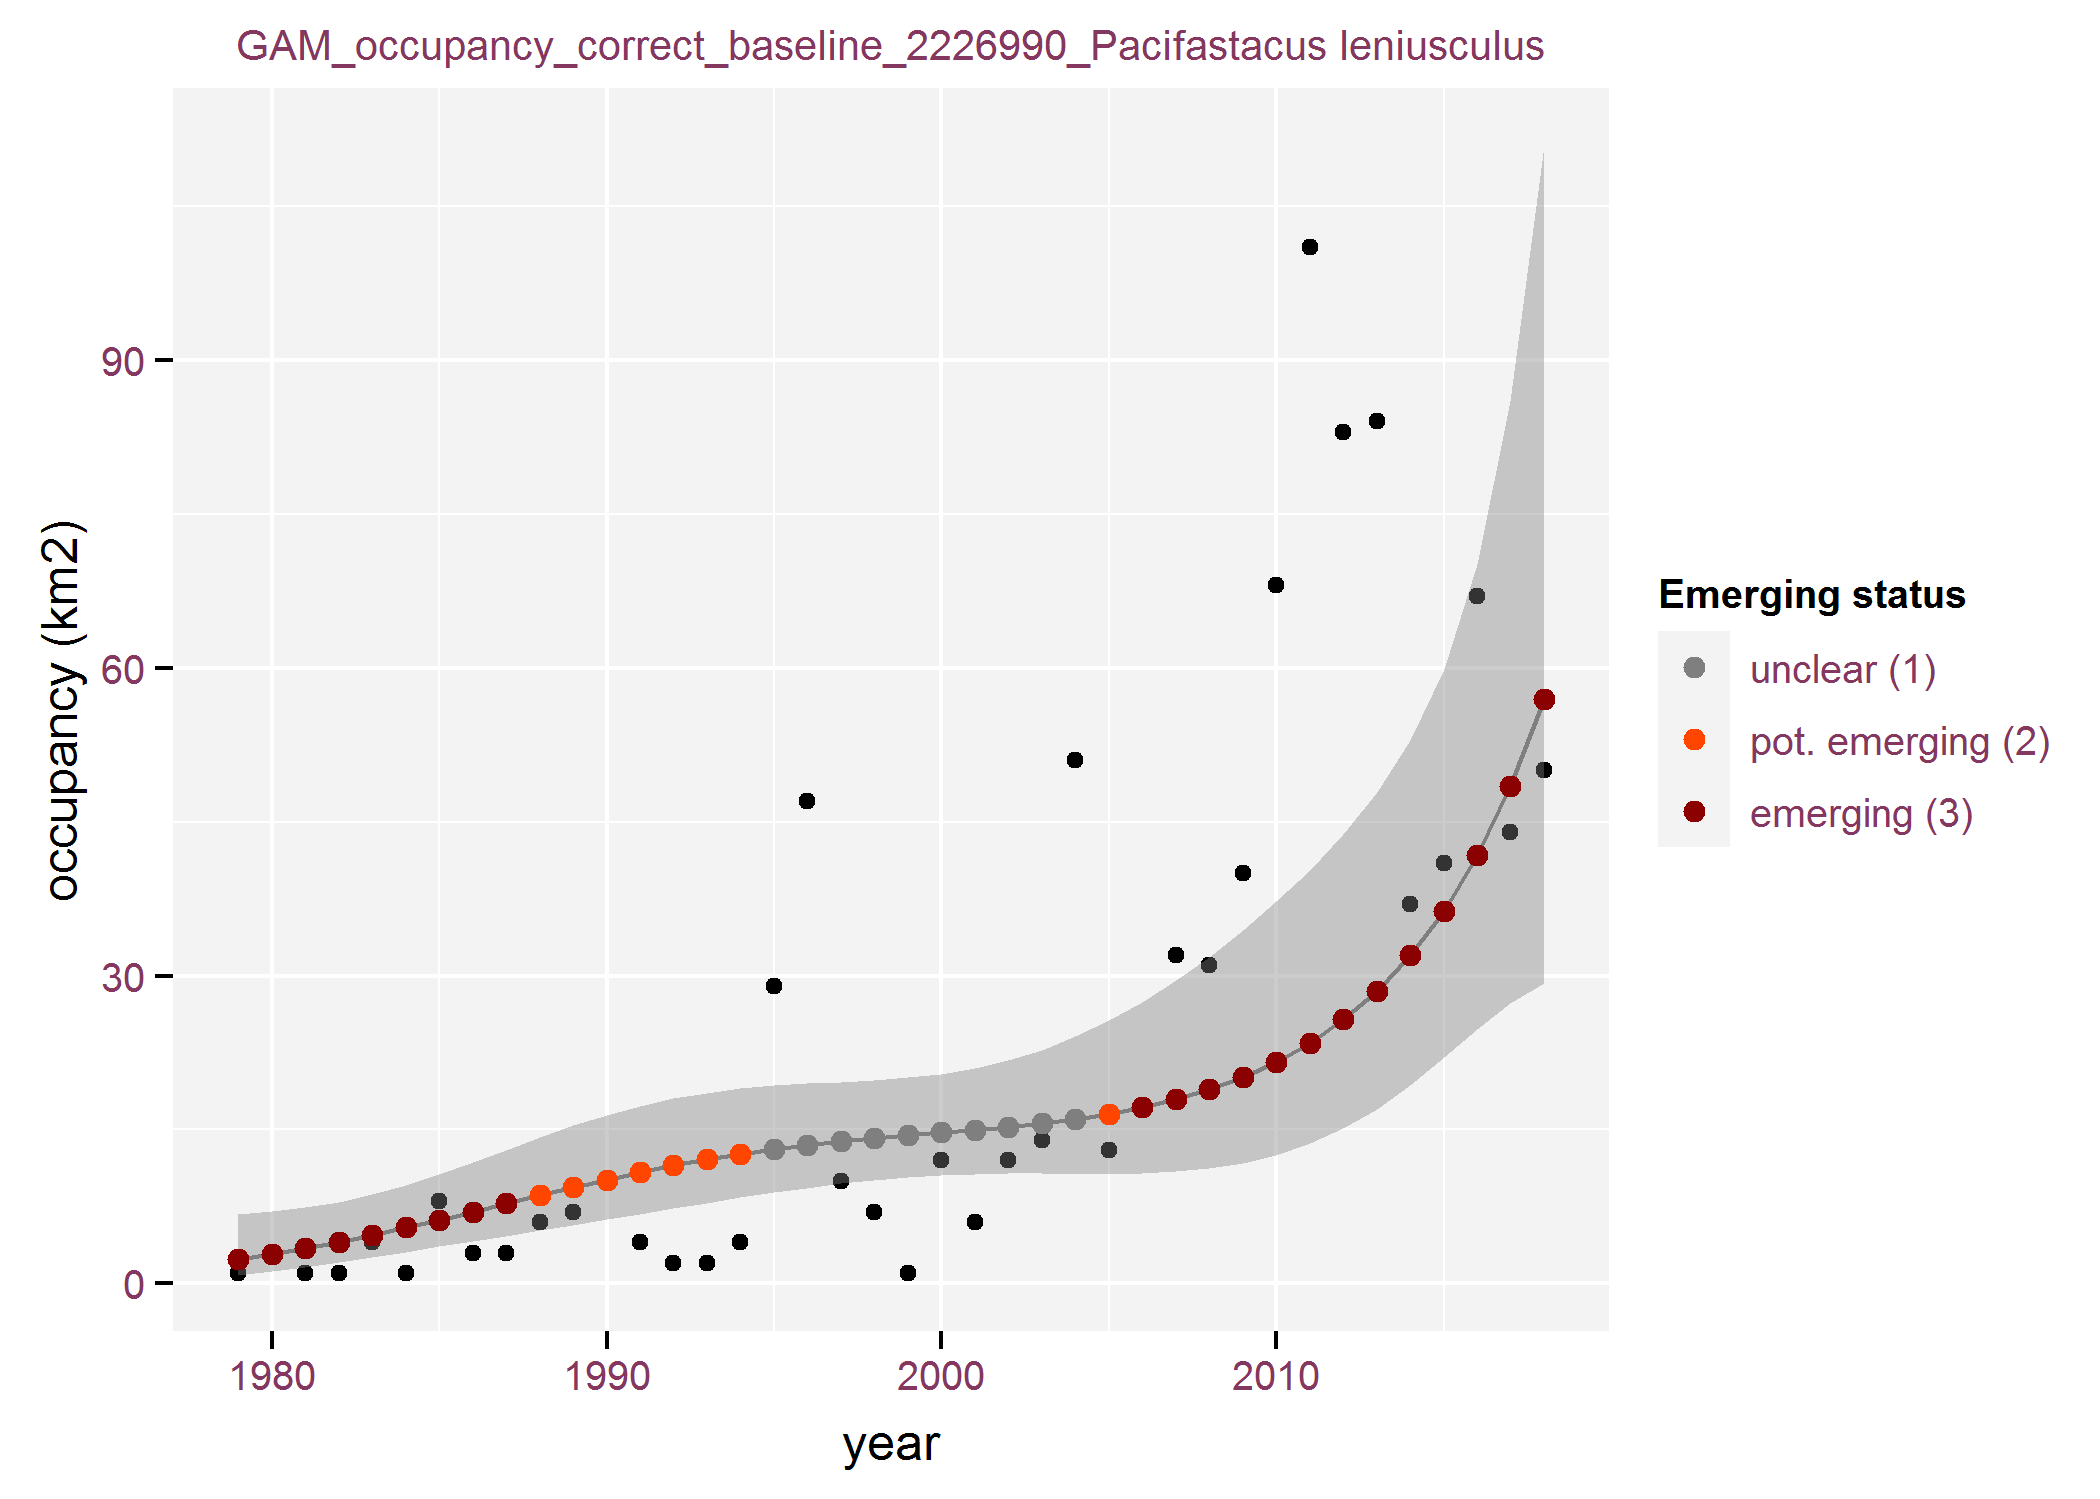 GAM_occupancy_correct_baseline_2226990_Pacifastacus leniusculus
occupancy (km2)
90
60
30
0
1980 1990 2000 2010
year
Emerging status
unclear (1)
pot. emerging (2)
emerging (3)